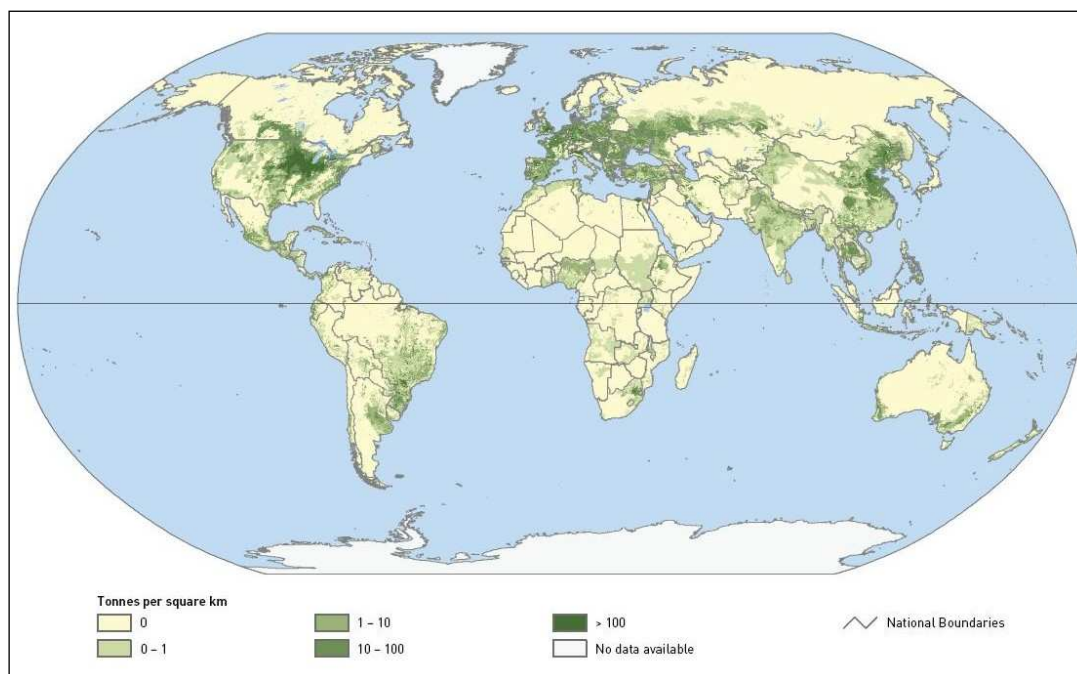 Tonnes per square km
0
1 – 10
> 100
National Boundaries
0 – 1
10 – 100
No data available